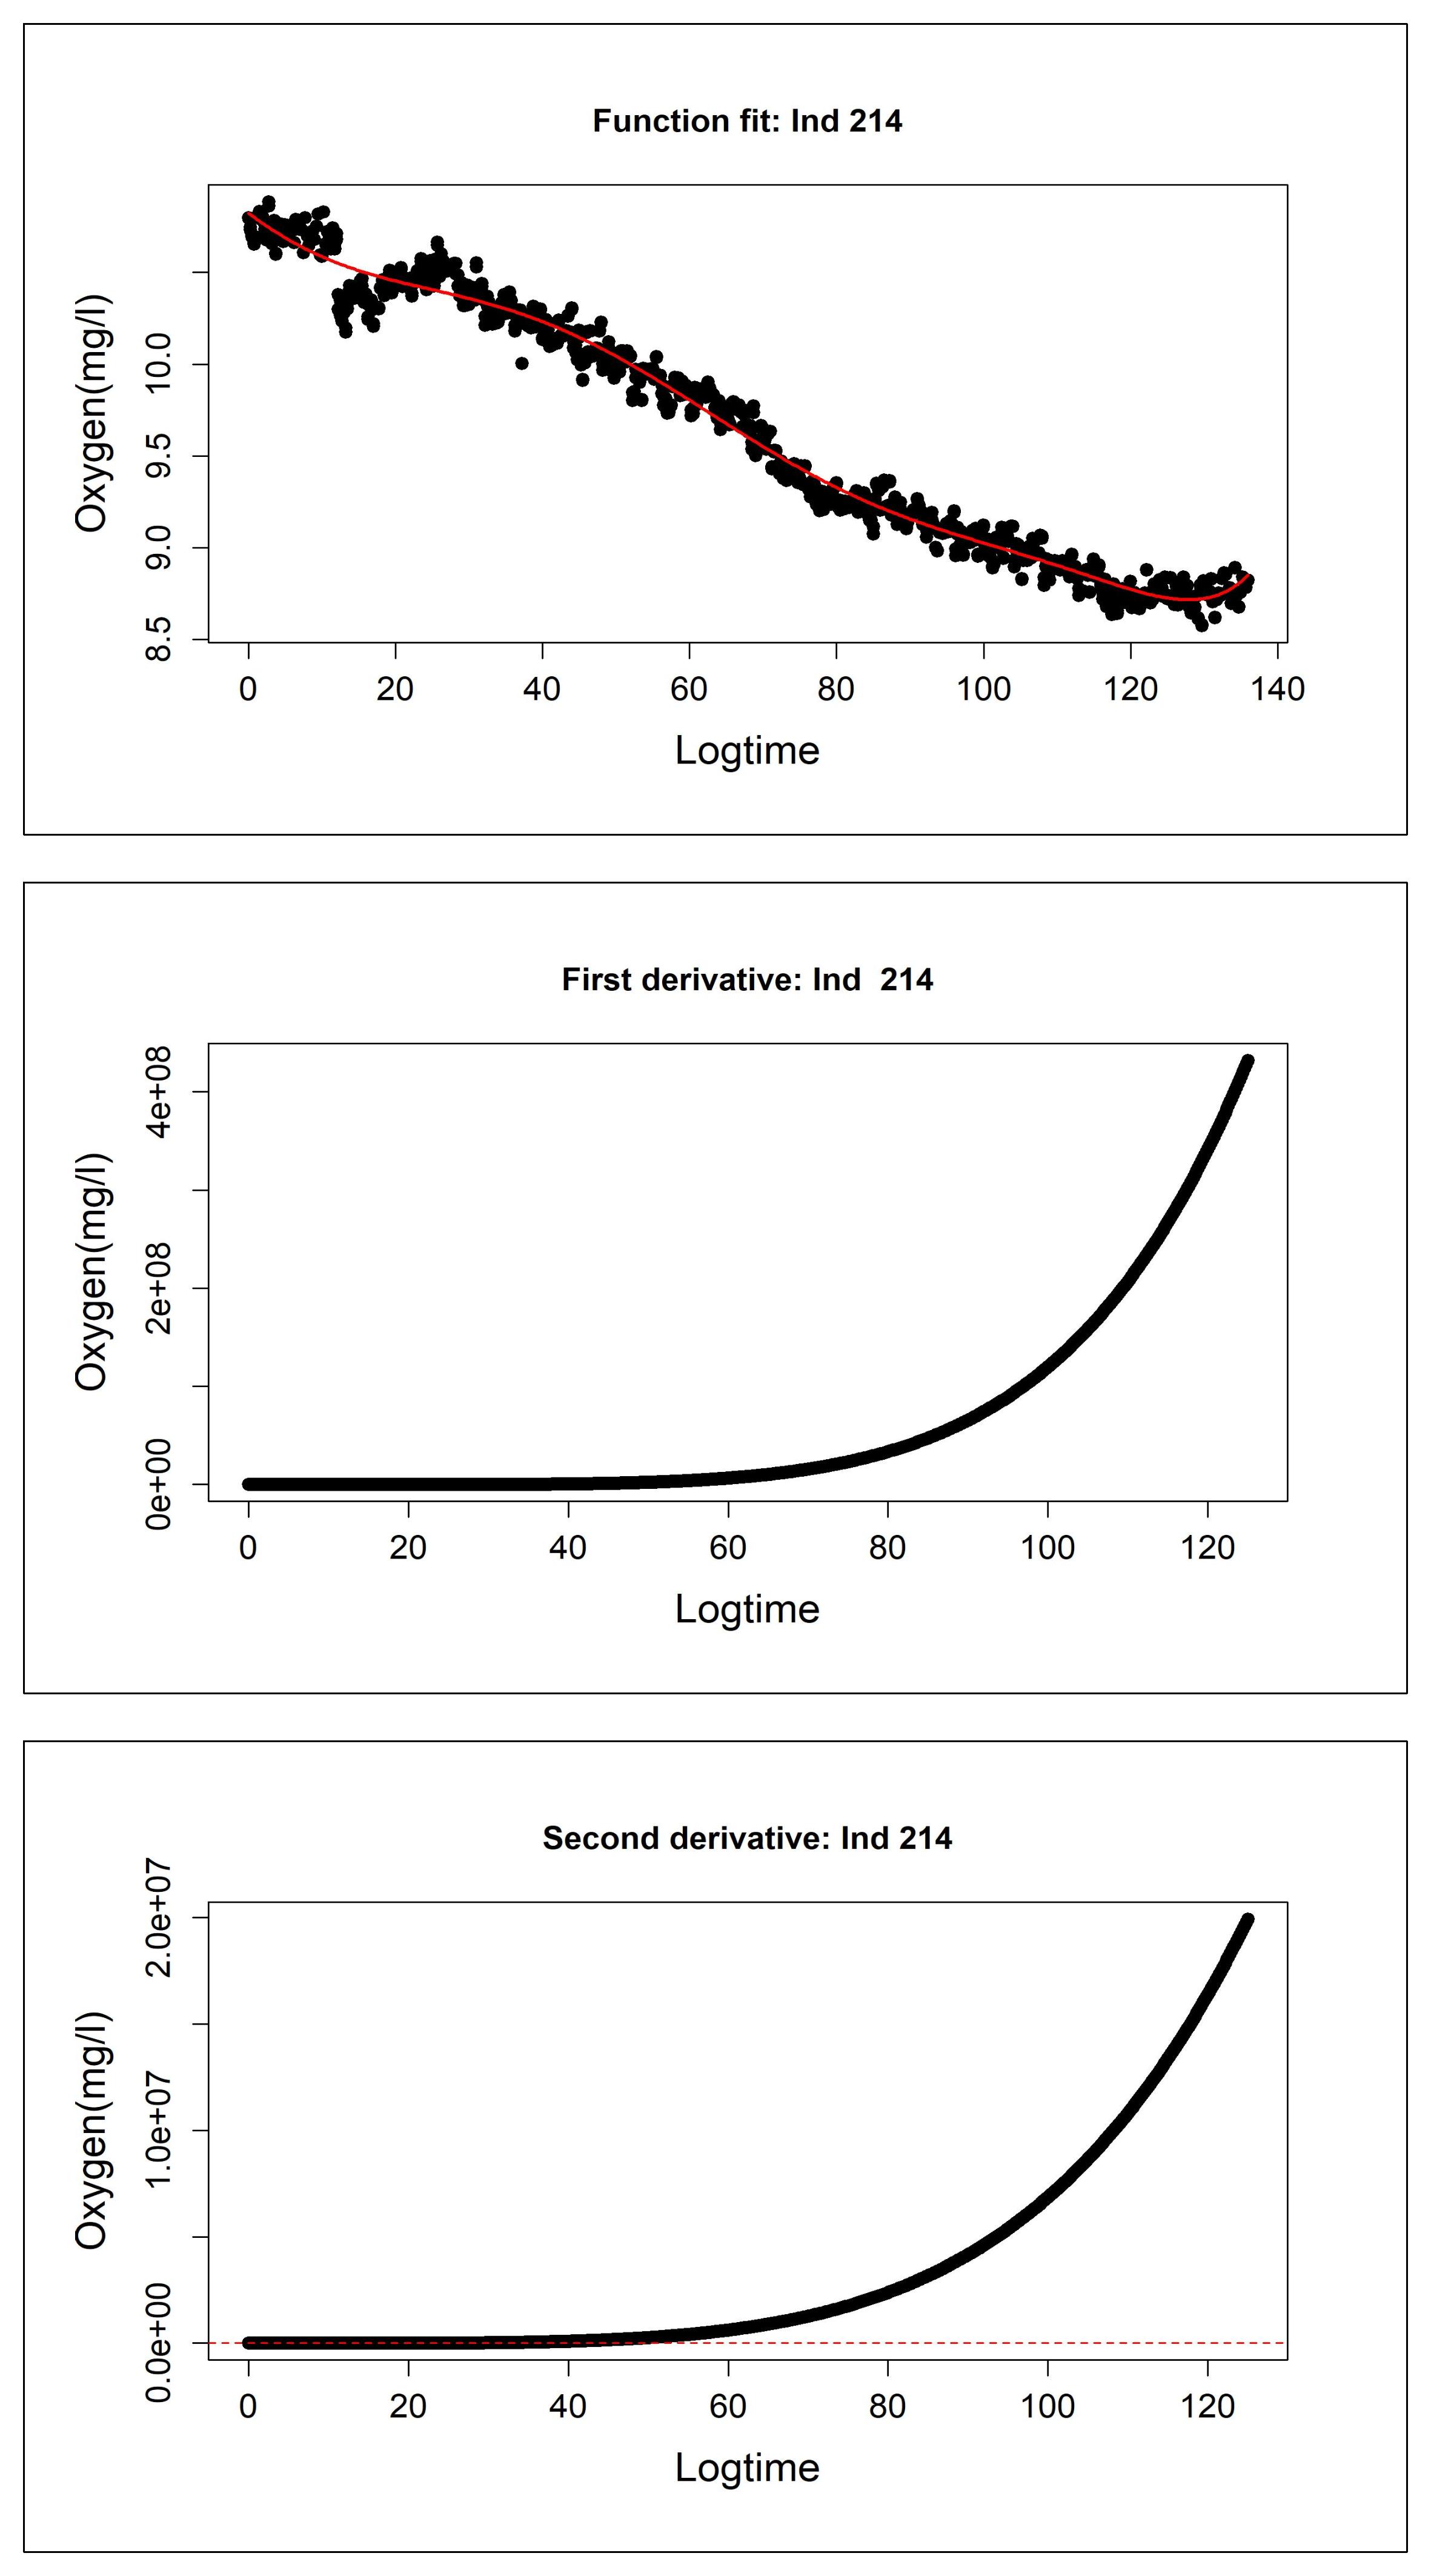 Function fit: Ind 214
Oxygen(mg/l)
10.0
9.5
9.0
8.5
0 20 40 60 80 100 120 140
Logtime
First derivative: Ind  214
Oxygen(mg/l)
4e+08
2e+08
0e+00
0 20 40 60 80 100 120
Logtime
Second derivative: Ind 214
Oxygen(mg/l)
2.0e+07
1.0e+07
0.0e+00
0 20 40 60 80 100 120
Logtime